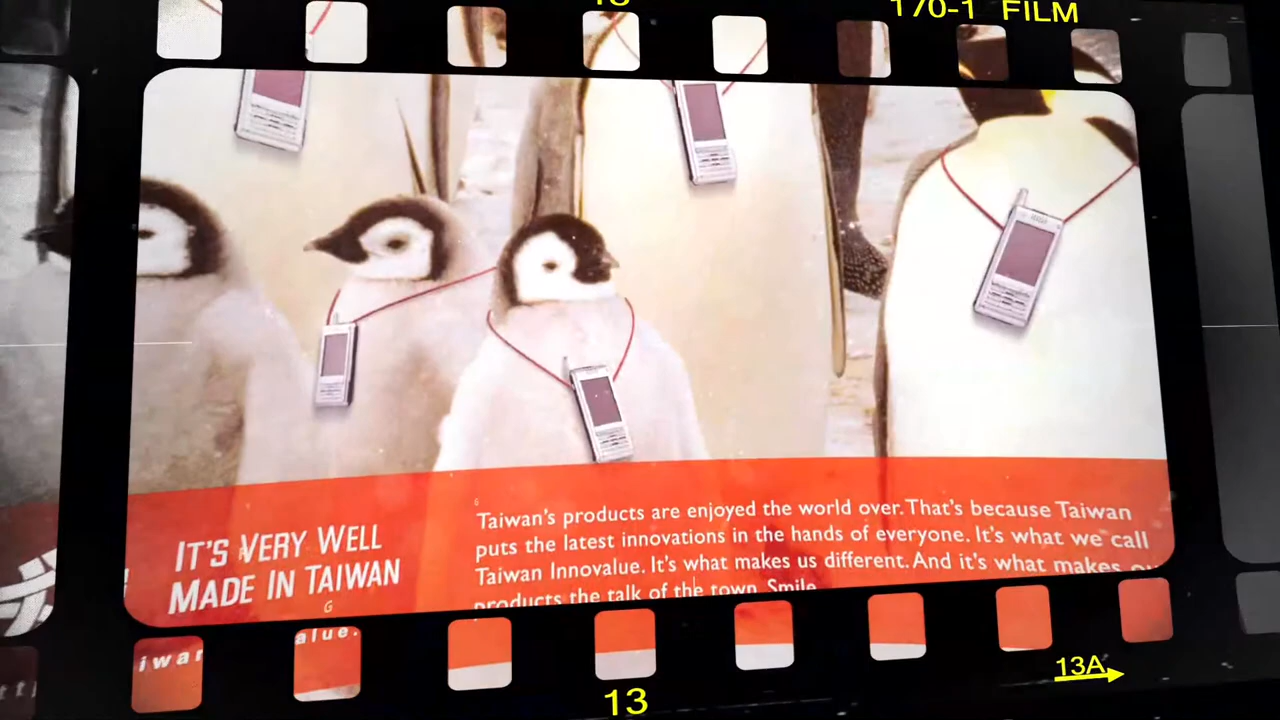 170-1 FILM
IT'S VERY WELL
MADE IN TAIWAN
Taiwan's products are enjoyed the world over. That's because Taiwan
puts the latest innovations in the hands of everyone. It's what we call
Taiwan Innovalue. It's what makes us different. And it's what makes
products the talk of the town. Smile
alue.
13A
13